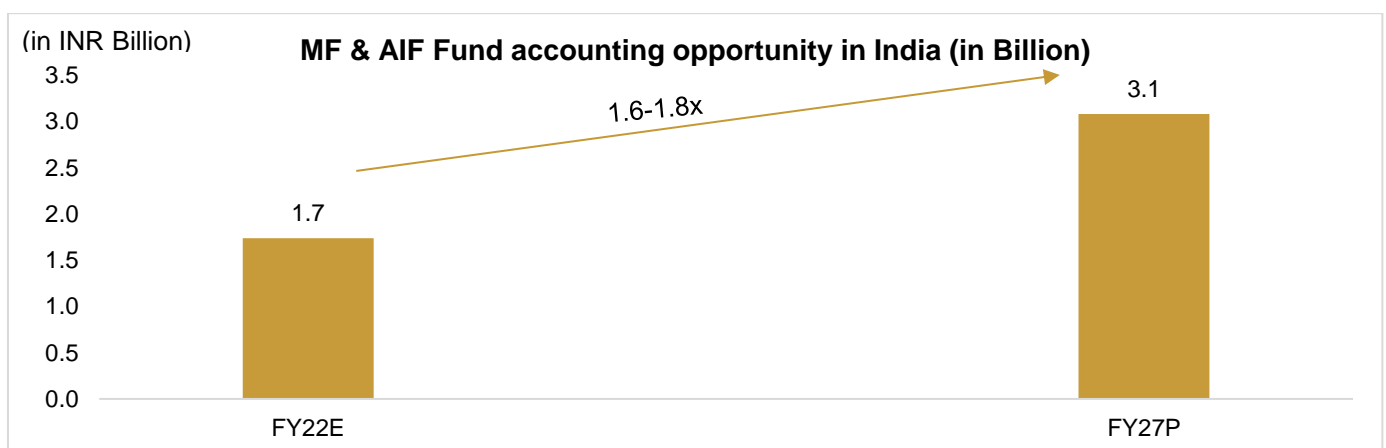 (in INR Billion)
MF & AIF Fund accounting opportunity in India (in Billion)
3.5
3.0
2.5
2.0
1.5
1.0
0.5
0.0
1.6-1.8x
1.7
3.1
FY22E
FY27P